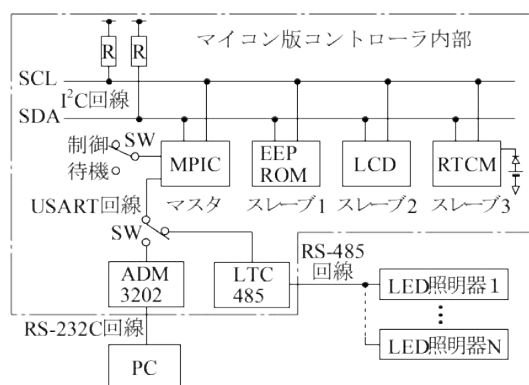 R
R
マイコン版コントローラ内部
SCL
I²C回線
SDA
制御
SW
待機
MPIC
EEP
ROM
LCD
RTCM
USART回線
マスタ
スレーブ1
スレーブ2
スレーブ3
SW
RS-485
回線
ADM
3202
LTC
485
LED照明器1
RS-232C回線
LED照明器N
PC